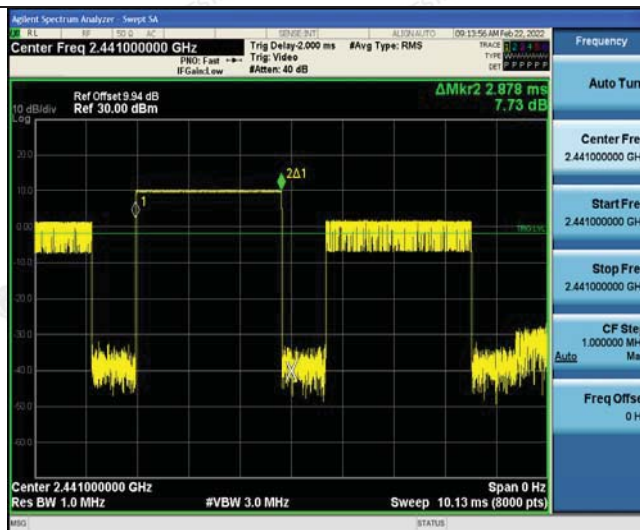 Agilent Spectrum Analyzer - Swept SA
RL RF 50 Ω AC SENSE:INT ALIGN AUTO 09:13:56 AM Feb 22, 2022
Center Freq 2.441000000 GHz
Trig Delay-2.000 ms #Avg Type: RMS
TRACE 1 2 3 4 5 6
PNO: Fast Trig: Video
TYPE
IFGain:Low #Atten: 40 dB
DET P P P P P P
ΔMkr2 2.878 ms
7.73 dB
Ref Offset 9.94 dB
10 dB/div Ref 30.00 dBm
Log
20.0
10.0
0.00
-10.0
-20.0
-30.0
-40.0
-50.0
-60.0
1
2Δ1
TRIG LVL
Center 2.441000000 GHz Span 0 Hz
Res BW 1.0 MHz #VBW 3.0 MHz Sweep 10.13 ms (8000 pts)
MSG STATUS
Frequency
Auto Tun
Center Fre
2.441000000 GH
Start Fre
2.441000000 GH
Stop Fre
2.441000000 GH
CF Ste
1.000000 MH
Auto Ma
Freq Offse
0 H